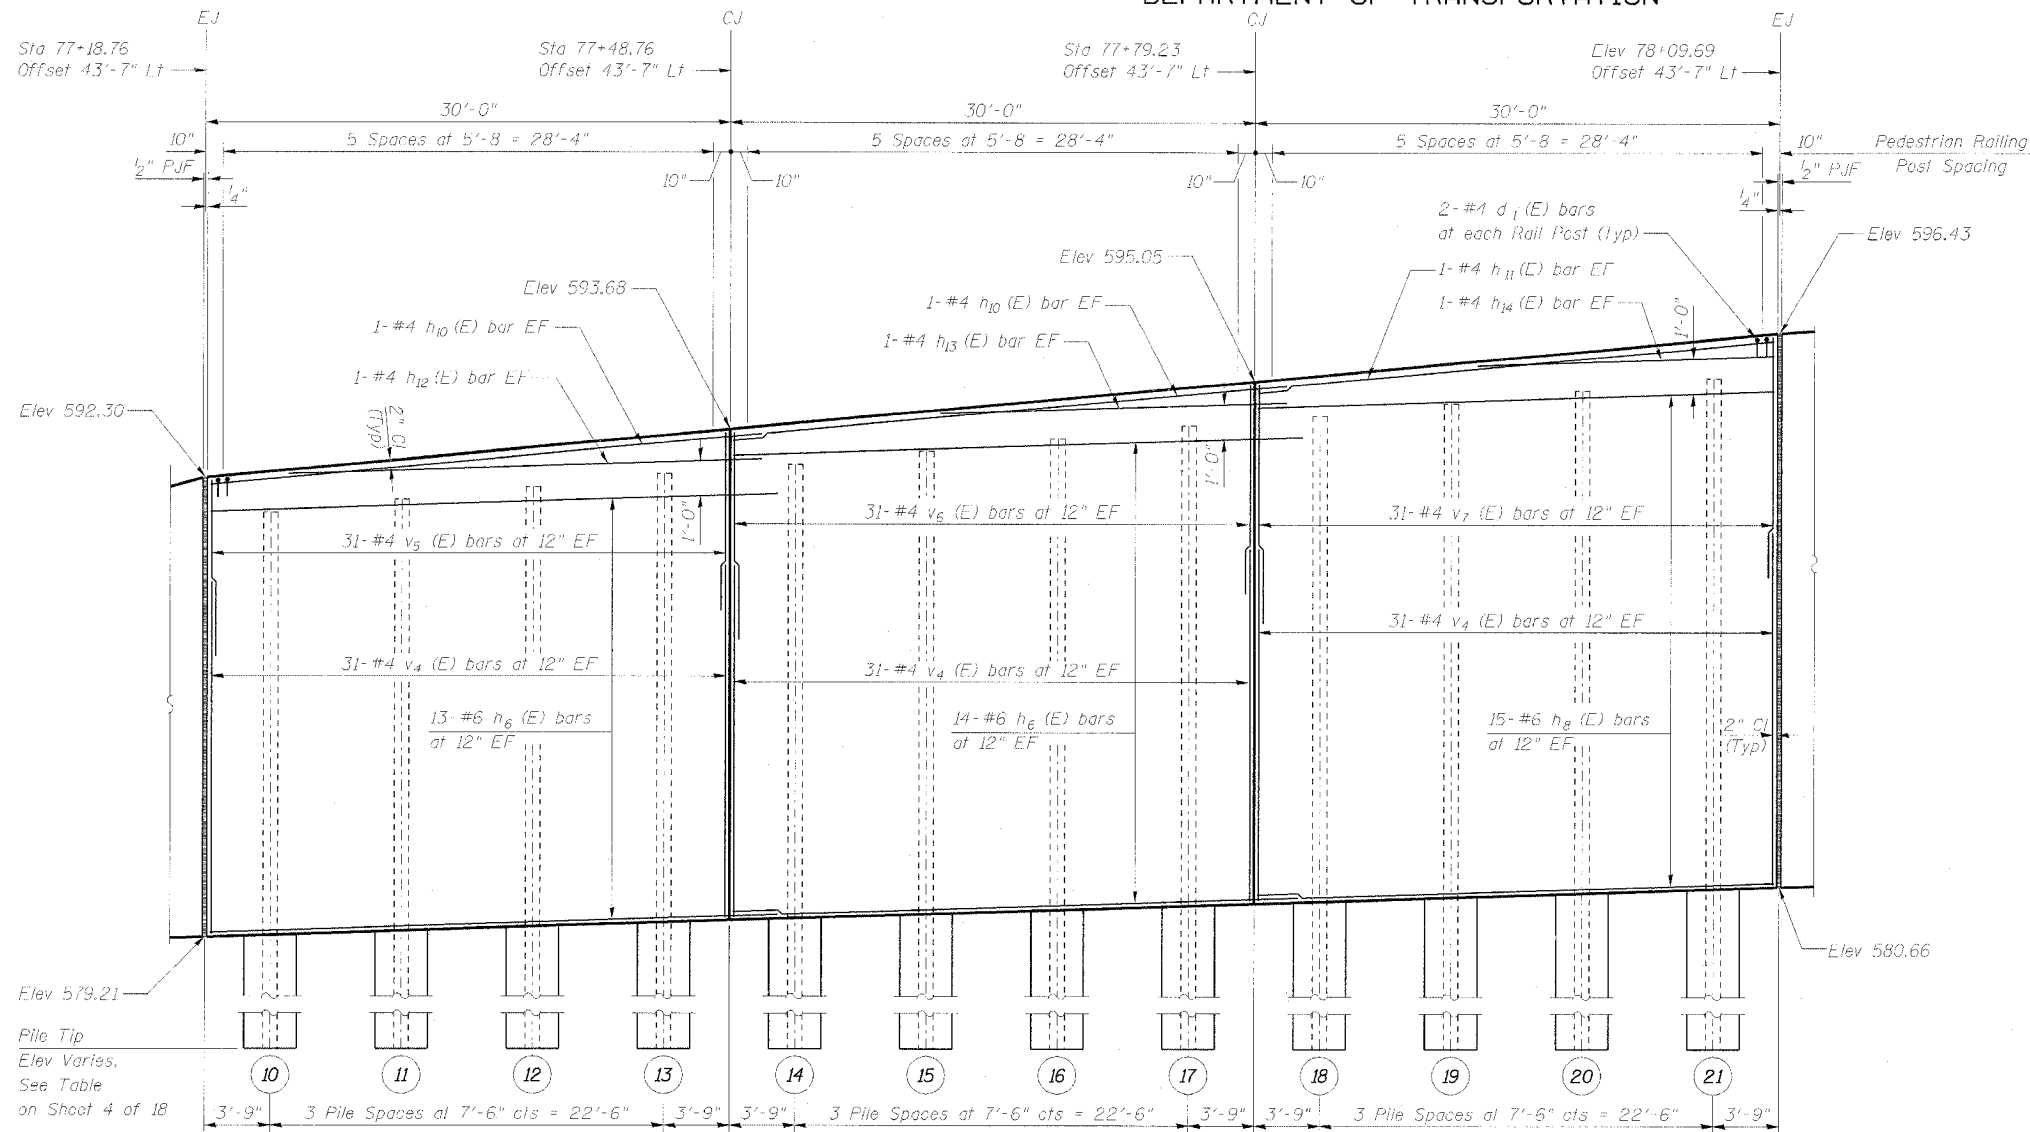 DEPARTMENT OF TRANSPORTATION
EJ
CJ
CJ
EJ
Sta 77+18.76
Offset 43'-7" Lt
Sta 77+48.76
Offset 43'-7" Lt
Sta 77+79.23
Offset 43'-7" Lt
Elev 78+09.69
Offset 43'-7" Lt
30'-0"
30'-0"
30'-0"
10"
5 Spaces at 5'-8 = 28'-4"
5 Spaces at 5'-8 = 28'-4"
5 Spaces at 5'-8 = 28'-4"
10"
Pedestrian Railing
Post Spacing
1/2" PJF
10"
10"
10"
10"
1/2" PJF
1/4"
1/4"
2-#4 d1 (E) bars
at each Rail Post (Typ)
Elev 596.43
Elev 595.05
1-#4 h11 (E) bar EF
Elev 593.68
1-#4 h10 (E) bar EF
1-#4 h14 (E) bar EF
1'-0"
1-#4 h10 (E) bar EF
1-#4 h13 (E) bar EF
1-#4 h12 (E) bar EF
Elev 592.30
2" Cl
(Typ)
1'-0"
1'-0"
31-#4 v5 (E) bars at 12" EF
31-#4 v6 (E) bars at 12" EF
31-#4 v7 (E) bars at 12" EF
31-#4 v4 (E) bars at 12" EF
31-#4 v4 (E) bars at 12" EF
31-#4 v4 (E) bars at 12" EF
13-#6 h6 (E) bars
at 12" EF
14-#6 h6 (E) bars
at 12" EF
15-#6 h8 (E) bars
at 12" EF
2" Cl
(Typ)
Elev 580.66
Elev 579.21
Pile Tip
Elev Varies,
See Table
on Sheet 4 of 18
10
11
12
13
14
15
16
17
18
19
20
21
3'-9"
3 Pile Spaces at 7'-6" cts = 22'-6"
3'-9"
3'-9"
3 Pile Spaces at 7'-6" cts = 22'-6"
3'-9"
3'-9"
3 Pile Spaces at 7'-6" cts = 22'-6"
3'-9"